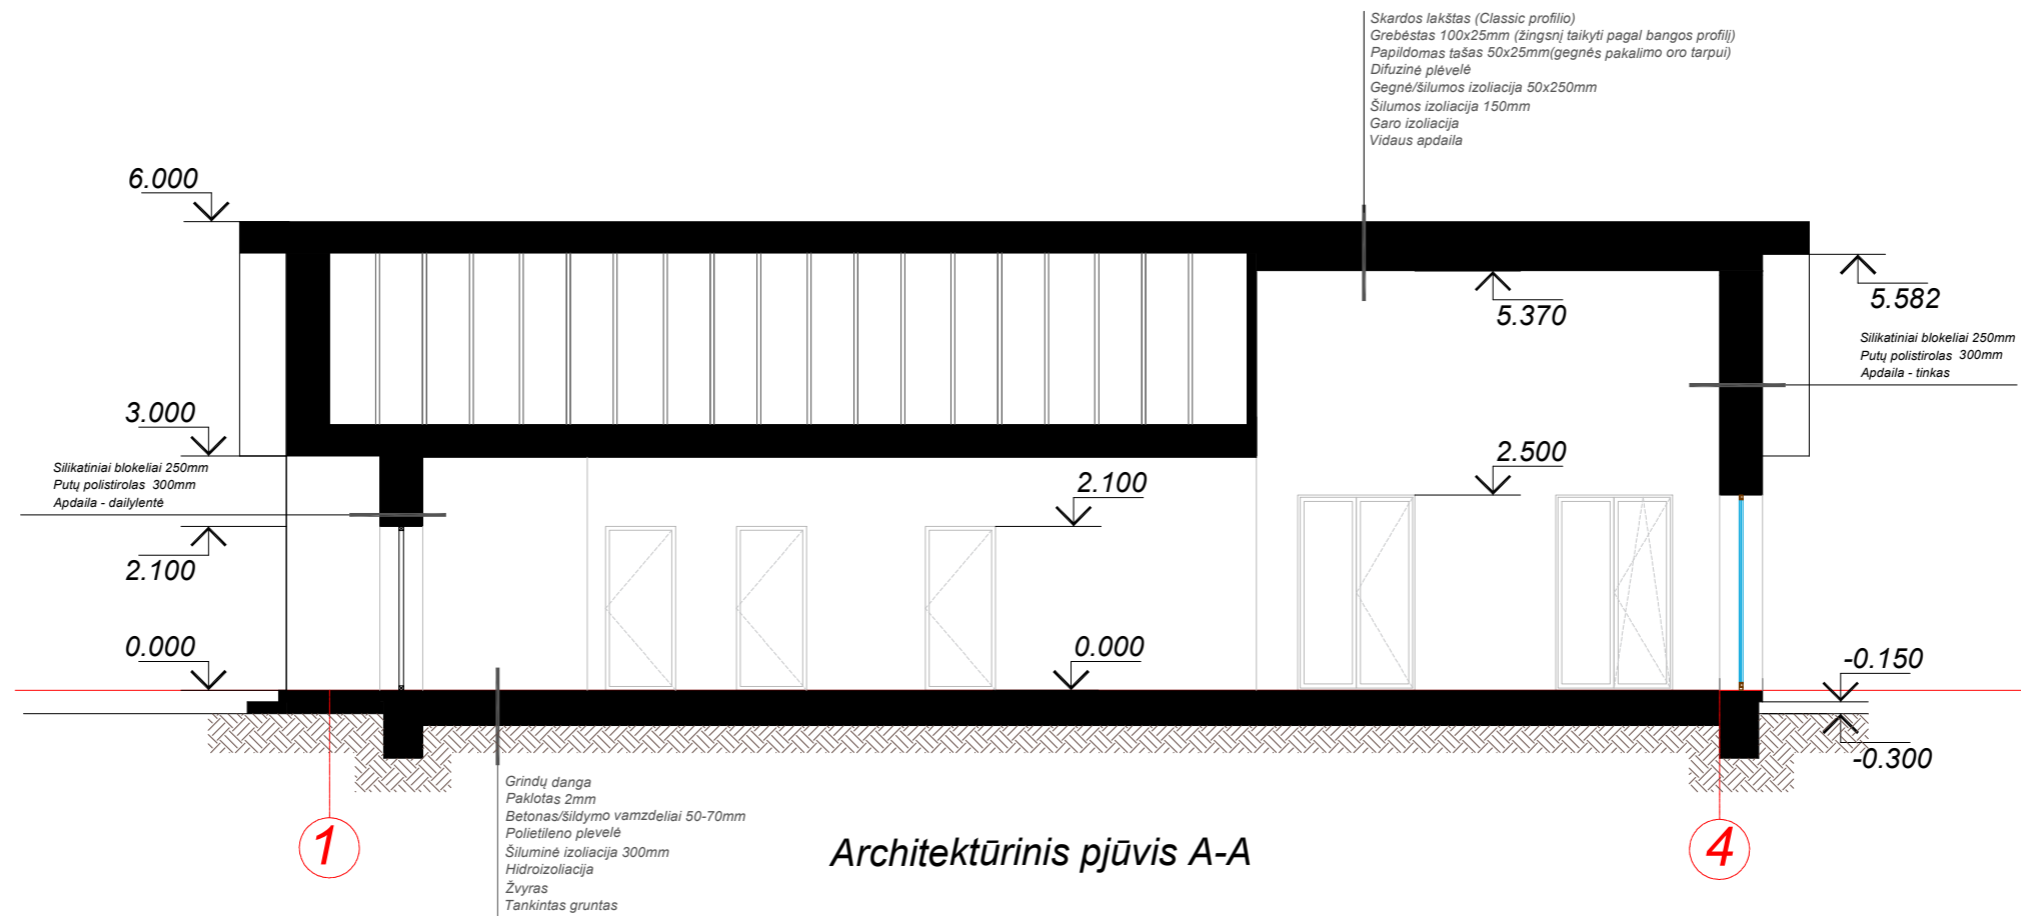 Skardos lakštas (Classic profilio)
Grebėstas 100x25mm (žingsnį taikyti pagal bangos profilį)
Papildomas tašas 50x25mm(gegnės pakalimo oro tarpui)
Difuzinė plėvelė
Gegnė/šilumos izoliacija 50x250mm
Šilumos izoliacija 150mm
Garo izoliacija
Vidaus apdaila
6.000
5.582
5.370
Silikatiniai blokeliai 250mm
Putų polistirolas 300mm
Apdaila - tinkas
3.000
2.500
Silikatiniai blokeliai 250mm
Putų polistirolas 300mm
Apdaila - dailylentė
2.100
2.100
0.000
0.000
-0.150
-0.300
Grindų danga
Paklotas 2mm
Betonas/šildymo vamzdeliai 50-70mm
Polietileno plevelė
Šiluminė izoliacija 300mm
Hidroizoliacija
Žvyras
Tankintas gruntas
1
Architektūrinis pjūvis A-A
4